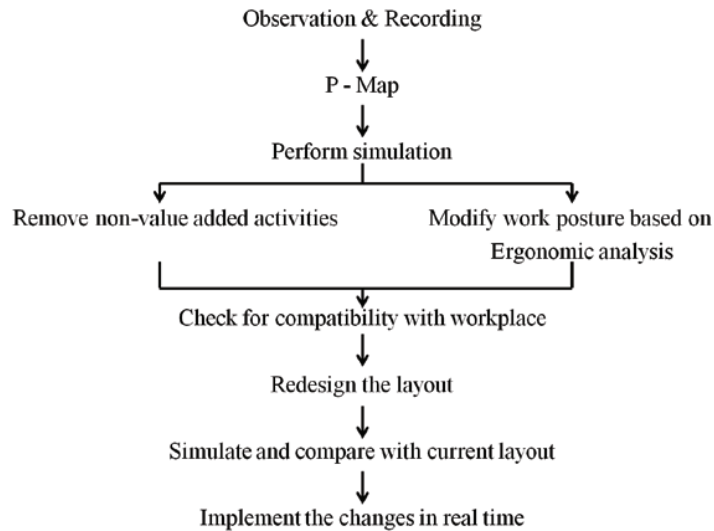 Observation & Recording
P - Map
Perform simulation
Remove non-value added activities
Modify work posture based on
Ergonomic analysis
Check for compatibility with workplace
Redesign the layout
Simulate and compare with current layout
Implement the changes in real time